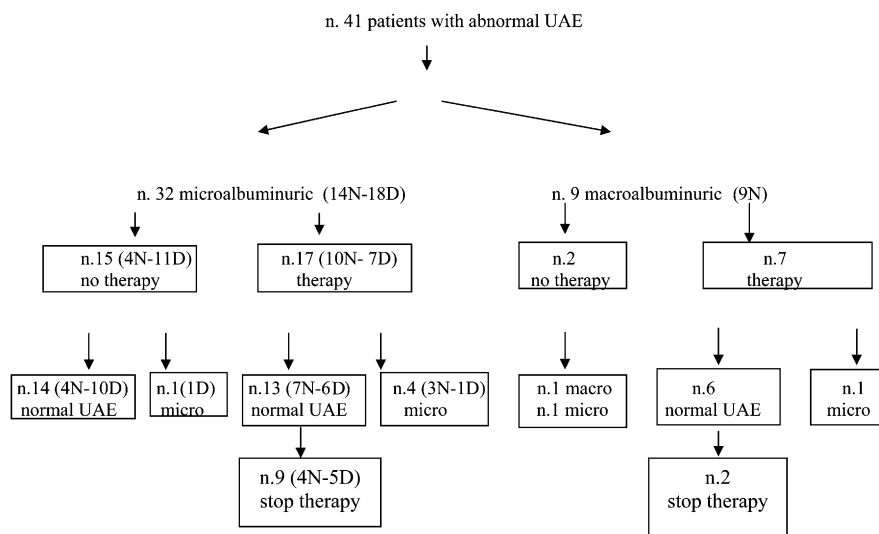 n. 41 patients with abnormal UAE
n. 32 microalbuminuric (14N-18D)
n. 9 macroalbuminuric (9N)
n.15 (4N-11D)
no therapy
n.17 (10N- 7D)
therapy
n.2
no therapy
n.7
therapy
n.14 (4N-10D)
normal UAE
n.1(1D)
micro
n.13 (7N-6D)
normal UAE
n.4 (3N-1D)
micro
n.1 macro
n.1 micro
n.6
normal UAE
n.1
micro
n.9 (4N-5D)
stop therapy
n.2
stop therapy